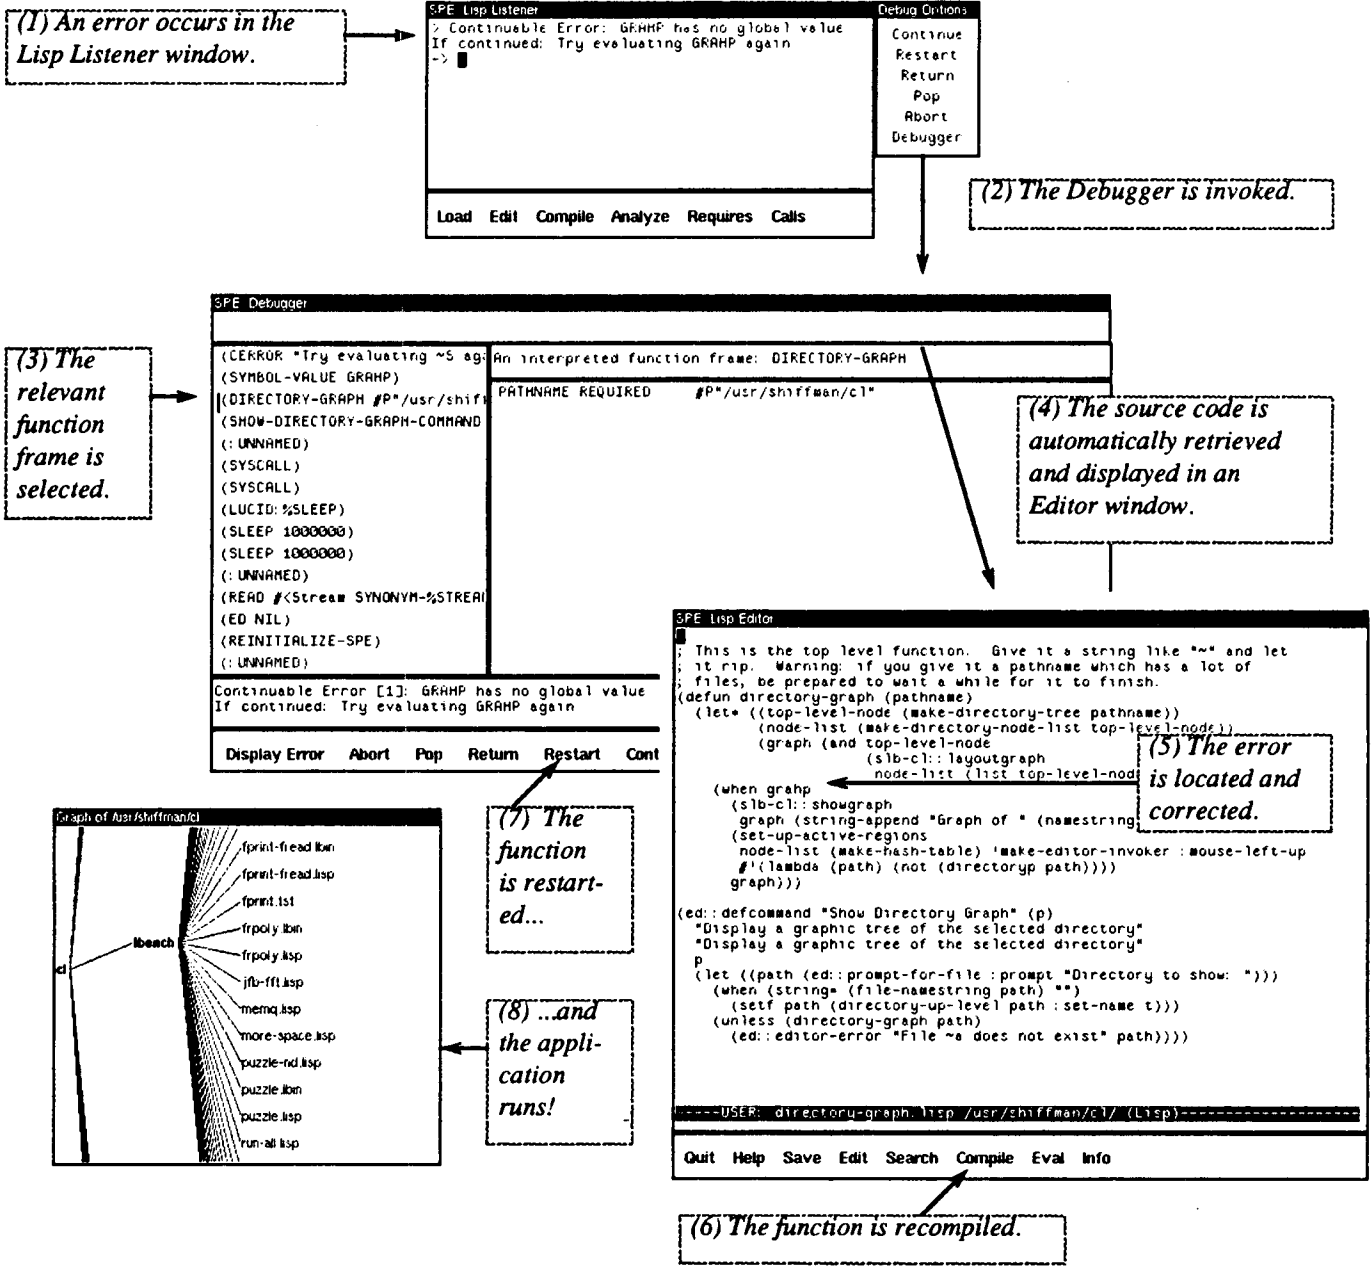 (1) An error occurs in the
Lisp Listener window.
SPE Lisp Listener
> Continuable Error: GRAHP has no global value
If continued: Try evaluating GRAHP again
->
Load Edit Compile Analyze Requires Calls
Debug Options
Continue
Restart
Return
Pop
Abort
Debugger
(2) The Debugger is invoked.
SPE Debugger
(3) The
relevant
function
frame is
selected.
(CERROR "Try evaluating ~S aga
(SYMBOL-VALUE GRAHP)
(DIRECTORY-GRAPH #P"/usr/shiff
(SHOW-DIRECTORY-GRAPH-COMMAND
(:UNNAMED)
(SYSCALL)
(SYSCALL)
(LUCID:%SLEEP)
(SLEEP 1000000)
(SLEEP 1000000)
(:UNNAMED)
(READ #<Stream SYNONYM-%STREAM
(ED NIL)
(REINITIALIZE-SPE)
(:UNNAMED)
An interpreted function frame: DIRECTORY-GRAPH
PATHNAME REQUIRED #P"/usr/shiffman/cl"
Continuable Error [1]: GRAHP has no global value
If continued: Try evaluating GRAHP again
Display Error Abort Pop Return Restart Cont
(4) The source code is
automatically retrieved
and displayed in an
Editor window.
SPE Lisp Editor
; This is the top level function. Give it a string like "~" and let
; it rip. Warning: if you give it a pathname which has a lot of
; files, be prepared to wait a while for it to finish.
(defun directory-graph (pathname)
(let* ((top-level-node (make-directory-tree pathname))
(node-list (make-directory-node-list top-level-node))
(graph (and top-level-node
(slb-cl::layoutgraph
node-list (list top-level-nod
(when grahp
(slb-cl::showgraph
graph (string-append "Graph of " (namestring
(set-up-active-regions
node-list (make-hash-table) 'make-editor-invoker :mouse-left-up
#'(lambda (path) (not (directoryp path))))
graph)))
(ed::defcommand "Show Directory Graph" (p)
"Display a graphic tree of the selected directory"
"Display a graphic tree of the selected directory"
p
(let ((path (ed::prompt-for-file :prompt "Directory to show: ")))
(when (string= (file-namestring path) "")
(setf path (directory-up-level path :set-name t)))
(unless (directory-graph path)
(ed::editor-error "File ~a does not exist" path))))
-----USER: directory-graph.lisp /usr/shiffman/cl/ (Lisp)--------------------
Quit Help Save Edit Search Compile Eval Info
(5) The error
is located and
corrected.
(6) The function is recompiled.
(7) The
function
is restart-
ed...
Graph of /usr/shiffman/cl
cl
lbench
fprint-fread.lbin
fprint-fread.lisp
fprint.tst
frpoly.lbin
frpoly.lisp
jfb-fft.lisp
memq.lisp
more-space.lisp
puzzle-nd.lisp
puzzle.lbin
puzzle.lisp
run-all.lisp
(8) ...and
the appli-
cation
runs!